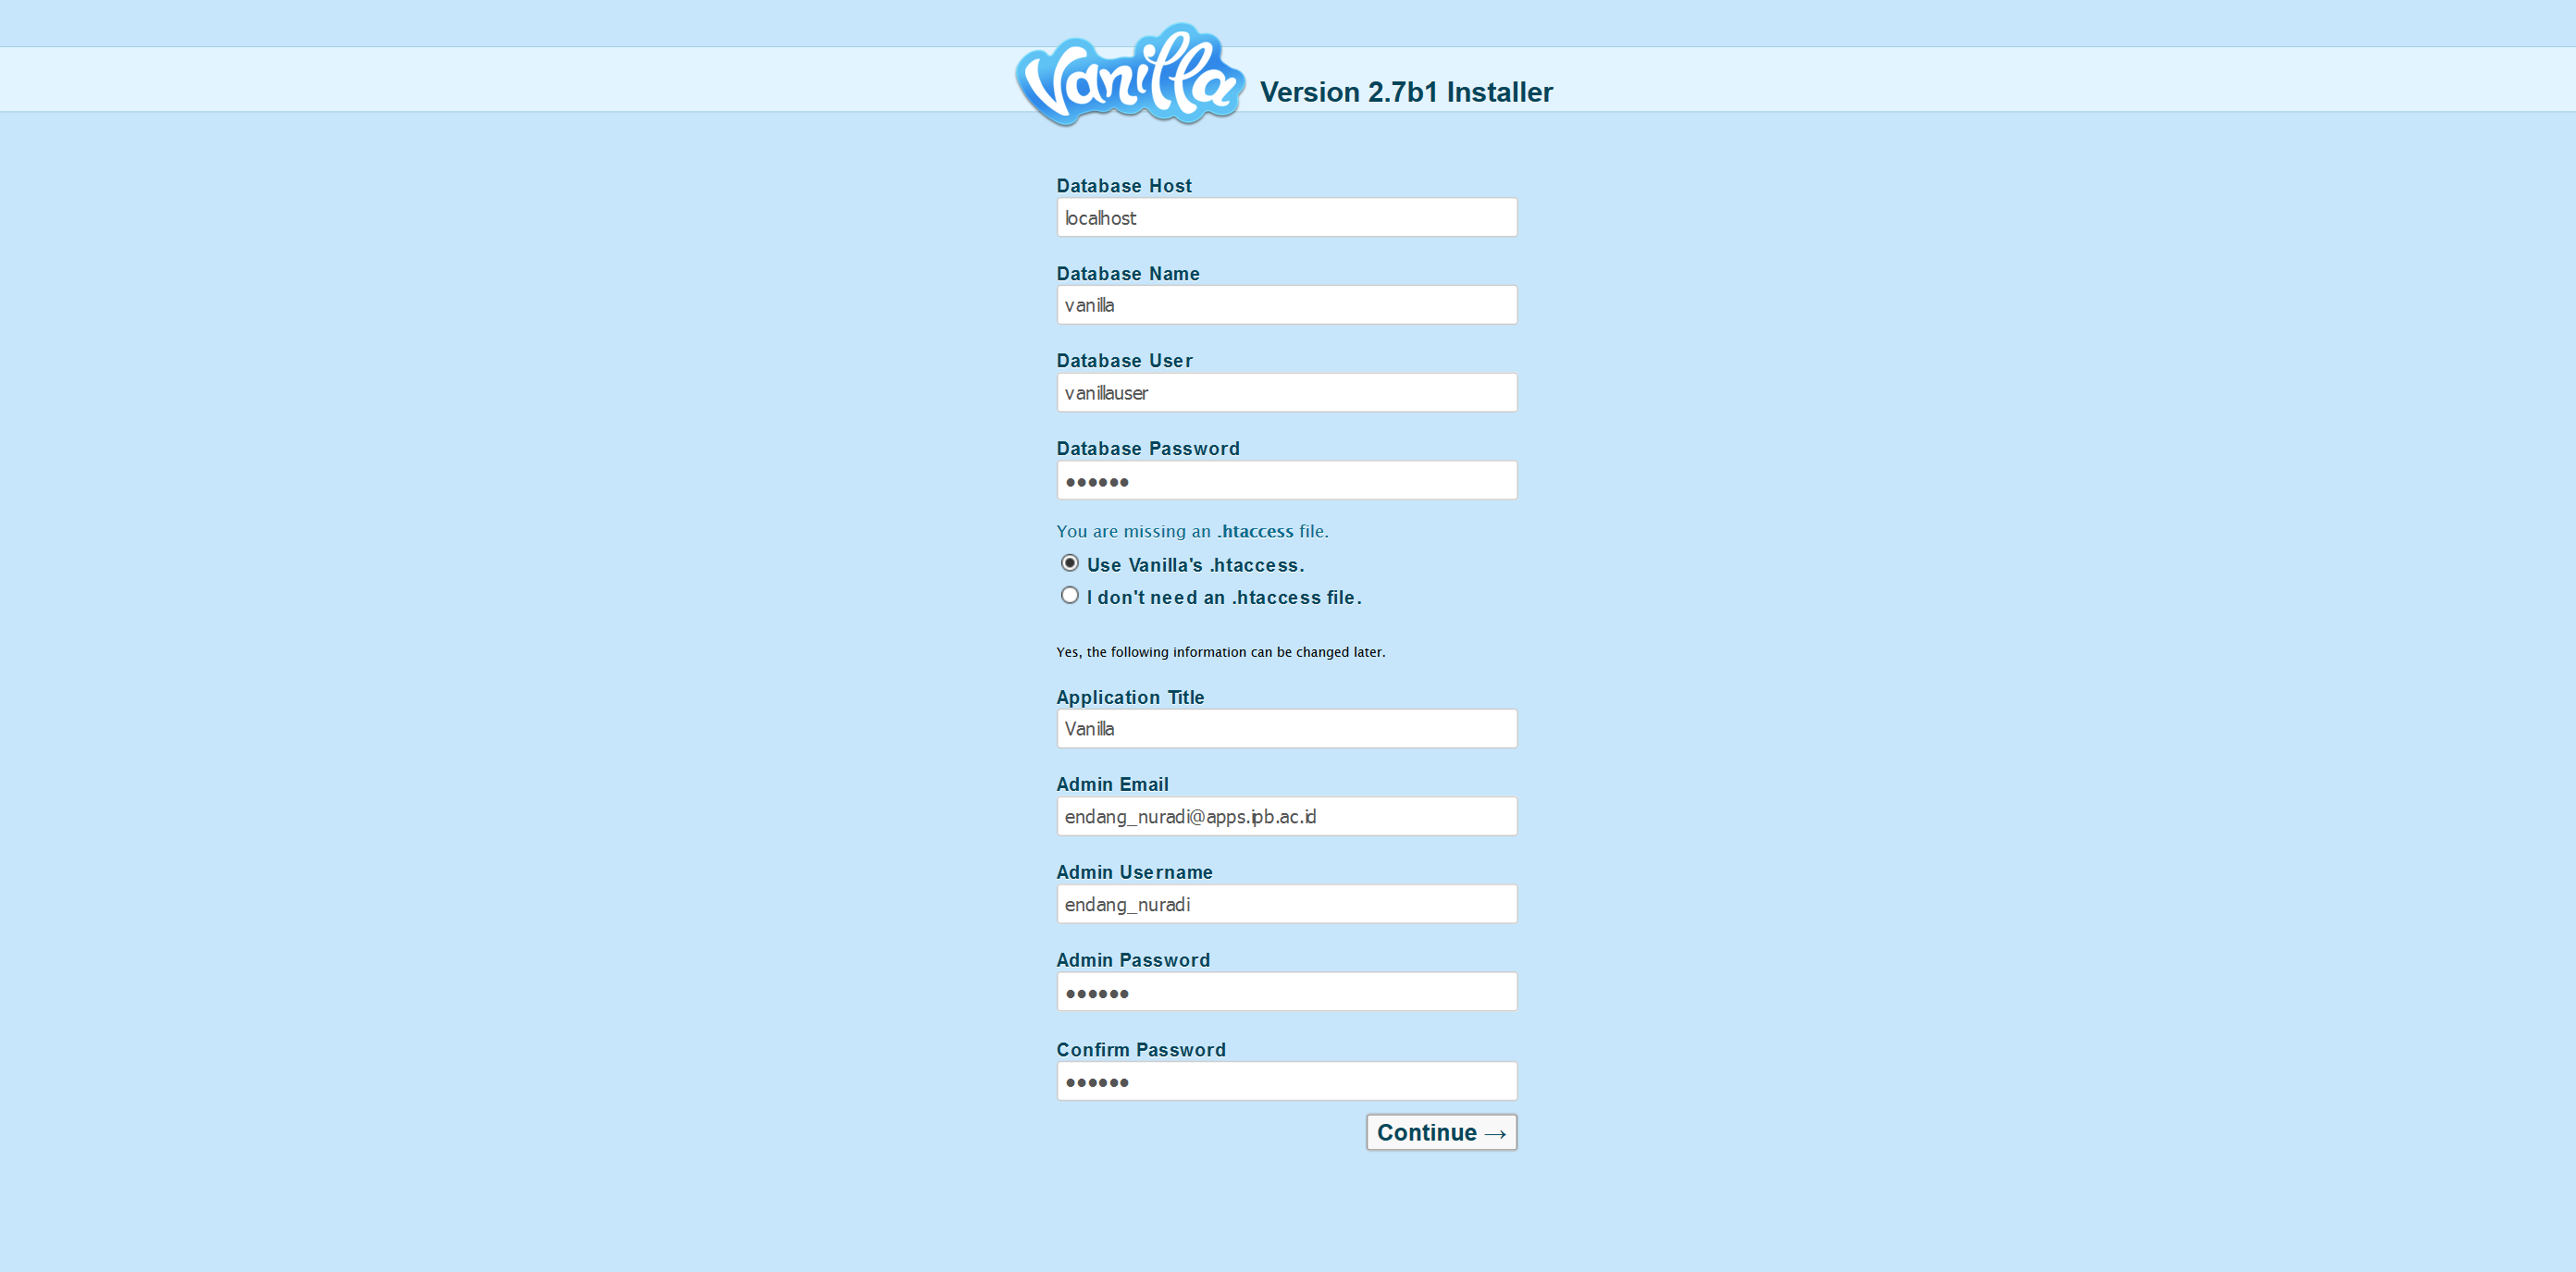 Vanilla Version 2.7b1 Installer
Database Host
localhost
Database Name
vanilla
Database User
vanillauser
Database Password
●●●●●●
You are missing an .htaccess file.
Use Vanilla's .htaccess.
I don't need an .htaccess file.
Yes, the following information can be changed later.
Application Title
Vanilla
Admin Email
endang_nuradi@apps.ipb.ac.id
Admin Username
endang_nuradi
Admin Password
●●●●●●
Confirm Password
●●●●●●
Continue →